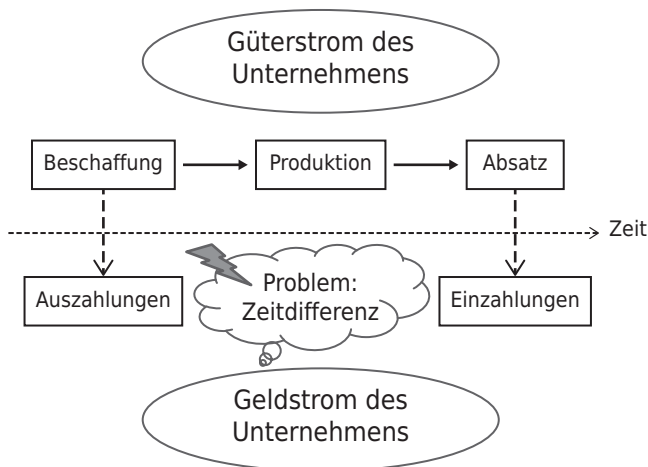 Güterstrom des
Unternehmens
Beschaffung
Produktion
Absatz
Zeit
Auszahlungen
Problem:
Zeitdifferenz
Einzahlungen
Geldstrom des
Unternehmens